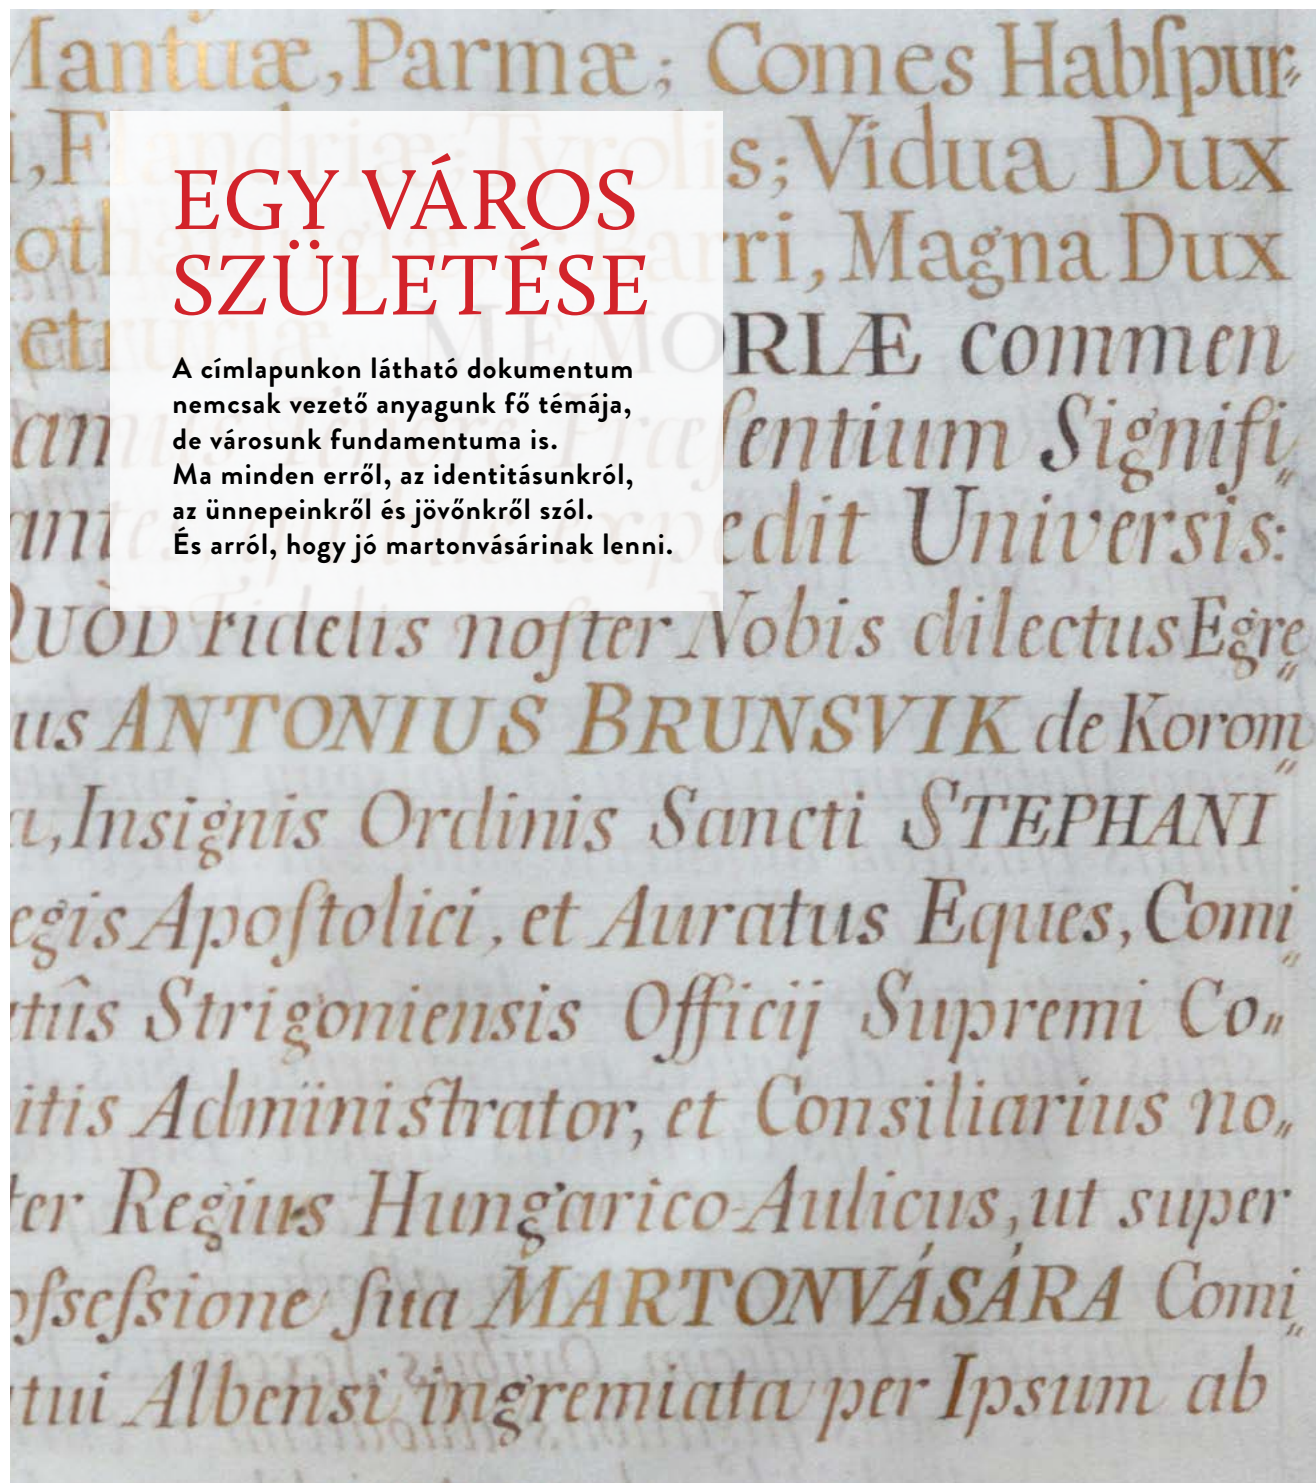 Mantuæ, Parmæ; Comes Habſpur„
s; Vidua Dux
rri, Magna Dux
EGY VÁROS
SZÜLETÉSE
A címlapunkon látható dokumentum
nemcsak vezető anyagunk fő témája,
de városunk fundamentuma is.
Ma minden erről, az identitásunkról,
az ünnepeinkről és jövőnkről szól.
És arról, hogy jó martonvásárinak lenni.
MEMORIÆ commen
ſentium Signifi„
edit Universis:
QUÒD Fidelis noſter Nobis dilectus Egre„
us ANTONIUS BRUNSVIK de Korom„
a, Insignis Ordinis Sancti STEPHANI
egis Apoſtolici, et Auratus Eques, Comi„
tûs Strigoniensis Officij Supremi Co„
itis Administrator, et Consiliarius no„
ter Regius Hungarico-Aulicus, ut super
oſseſsione ſua MARTONVÁSÁRA Comi„
tui Albensi ingremiata per Ipsum ab